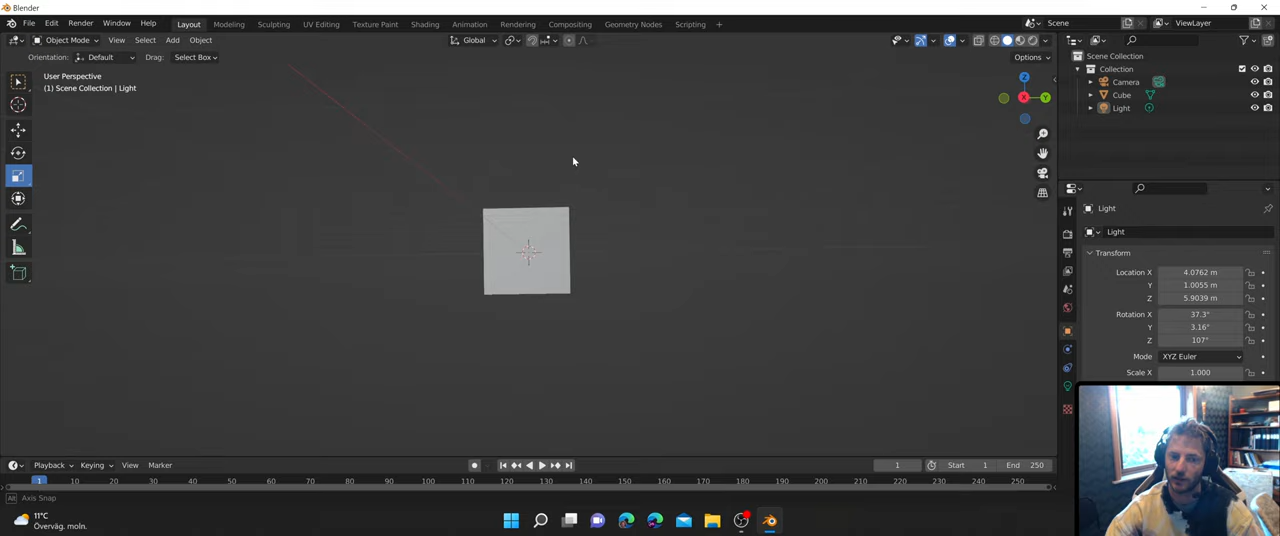 Blender
File Edit Render Window Help Layout Modeling Sculpting UV Editing Texture Paint Shading Animation Rendering Compositing Geometry Nodes Scripting + Scene ViewLayer
Object Mode View Select Add Object Global
Orientation: Default Drag: Select Box Options
User Perspective
(1) Scene Collection | Light
Z
X
Y
Scene Collection
Collection
Camera
Cube
Light
Light
Light
Transform
Location X 4.0762 m
Y 1.0055 m
Z 5.9039 m
Rotation X 37.3°
Y 3.16°
Z 107°
Mode XYZ Euler
Scale X 1.000
Playback Keying View Marker 1 Start 1 End 250
1 10 20 30 40 50 60 70 80 90 100 110 120 130 140 150 160 170 180 190 200 210 220 230 240 250
Alt Axis Snap
11°C
Överväg. moln.